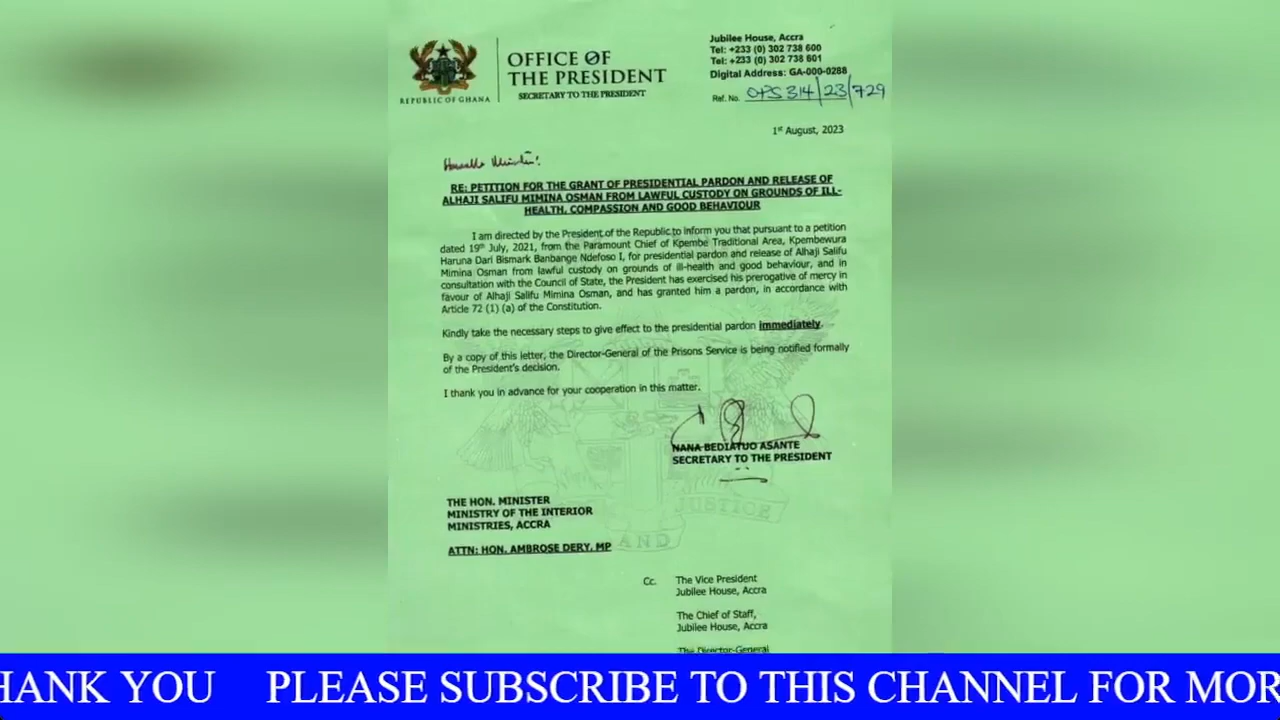 Jubilee House, Accra
Tel: +233 (0) 302 738 600
Tel: +233 (0) 302 738 601
Digital Address: GA-000-0288
Ref. No. OPS 314/23/729
OFFICE OF
THE PRESIDENT
SECRETARY TO THE PRESIDENT
REPUBLIC OF GHANA
1st August, 2023
RE: PETITION FOR THE GRANT OF PRESIDENTIAL PARDON AND RELEASE OF
ALHAJI SALIFU MIMINA OSMAN FROM LAWFUL CUSTODY ON GROUNDS OF ILL-
HEALTH, COMPASSION AND GOOD BEHAVIOUR
I am directed by the President of the Republic to inform you that pursuant to a petition
dated 19th July, 2021, from the Paramount Chief of Kpembe Traditional Area, Kpembewura
Haruna Dari Bismark Banbange Ndefoso I, for presidential pardon and release of Alhaji Salifu
Mimina Osman from lawful custody on grounds of ill-health and good behaviour, and in
consultation with the Council of State, the President has exercised his prerogative of mercy in
favour of Alhaji Salifu Mimina Osman, and has granted him a pardon, in accordance with
Article 72 (1) (a) of the Constitution.
Kindly take the necessary steps to give effect to the presidential pardon immediately.
By a copy of this letter, the Director-General of the Prisons Service is being notified formally
of the President's decision.
I thank you in advance for your cooperation in this matter.
NANA BEDIATUO ASANTE
SECRETARY TO THE PRESIDENT
JUSTICE
AND
THE HON. MINISTER
MINISTRY OF THE INTERIOR
MINISTRIES, ACCRA
ATTN: HON. AMBROSE DERY, MP
Cc. The Vice President
Jubilee House, Accra
The Chief of Staff,
Jubilee House, Accra
The Director-General
HANK YOU PLEASE SUBSCRIBE TO THIS CHANNEL FOR MOR